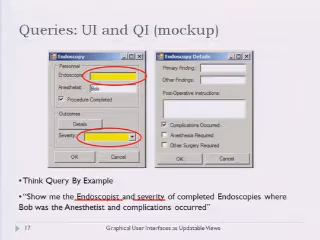 Queries: UI and QI (mockup)
Endoscopy
Personnel
Endoscopist
Anesthetist Bob
Procedure Completed
Outcomes
Details
Severity
OK Cancel
Endoscopy Details
Primary Finding:
Other Findings:
Post-Operative Instructions:
Complications Occurred
Anesthesia Required
Other Surgery Required
OK Cancel
• Think Query By Example
• “Show me the Endoscopist and severity of completed Endoscopies where
Bob was the Anesthetist and complications occurred”
17 Graphical User Interfaces as Updatable Views